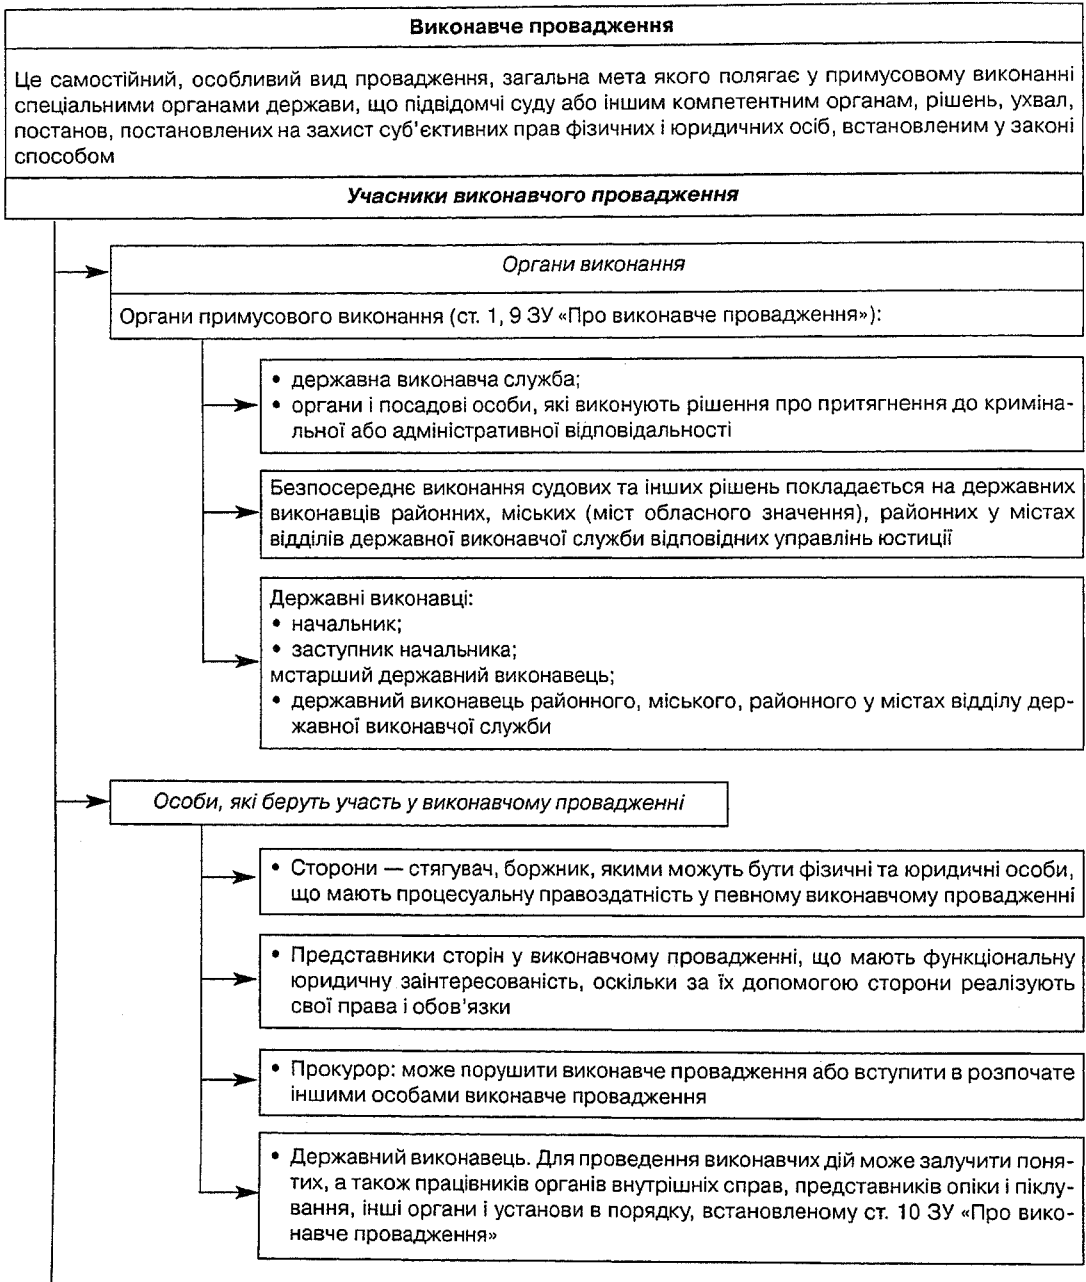 Виконавче провадження
Це самостійний, особливий вид провадження, загальна мета якого полягає у примусовому виконанні
спеціальними органами держави, що підвідомчі суду або іншим компетентним органам, рішень, ухвал,
постанов, постановлених на захист суб'єктивних прав фізичних і юридичних осіб, встановленим у законі
способом
Учасники виконавчого провадження
Органи виконання
Органи примусового виконання (ст. 1, 9 ЗУ «Про виконавче провадження»):
• державна виконавча служба;
• органи і посадові особи, які виконують рішення про притягнення до криміна-
льної або адміністративної відповідальності
Безпосереднє виконання судових та інших рішень покладається на державних
виконавців районних, міських (міст обласного значення), районних у містах
відділів державної виконавчої служби відповідних управлінь юстиції
Державні виконавці:
• начальник;
• заступник начальника;
мстарший державний виконавець;
• державний виконавець районного, міського, районного у містах відділу дер-
жавної виконавчої служби
Особи, які беруть участь у виконавчому провадженні
• Сторони — стягувач, боржник, якими можуть бути фізичні та юридичні особи,
що мають процесуальну правоздатність у певному виконавчому провадженні
• Представники сторін у виконавчому провадженні, що мають функціональну
юридичну заінтересованість, оскільки за їх допомогою сторони реалізують
свої права і обов'язки
• Прокурор: може порушити виконавче провадження або вступити в розпочате
іншими особами виконавче провадження
• Державний виконавець. Для проведення виконавчих дій може залучити поня-
тих, а також працівників органів внутрішніх справ, представників опіки і піклу-
вання, інші органи і установи в порядку, встановленому ст. 10 ЗУ «Про вико-
навче провадження»